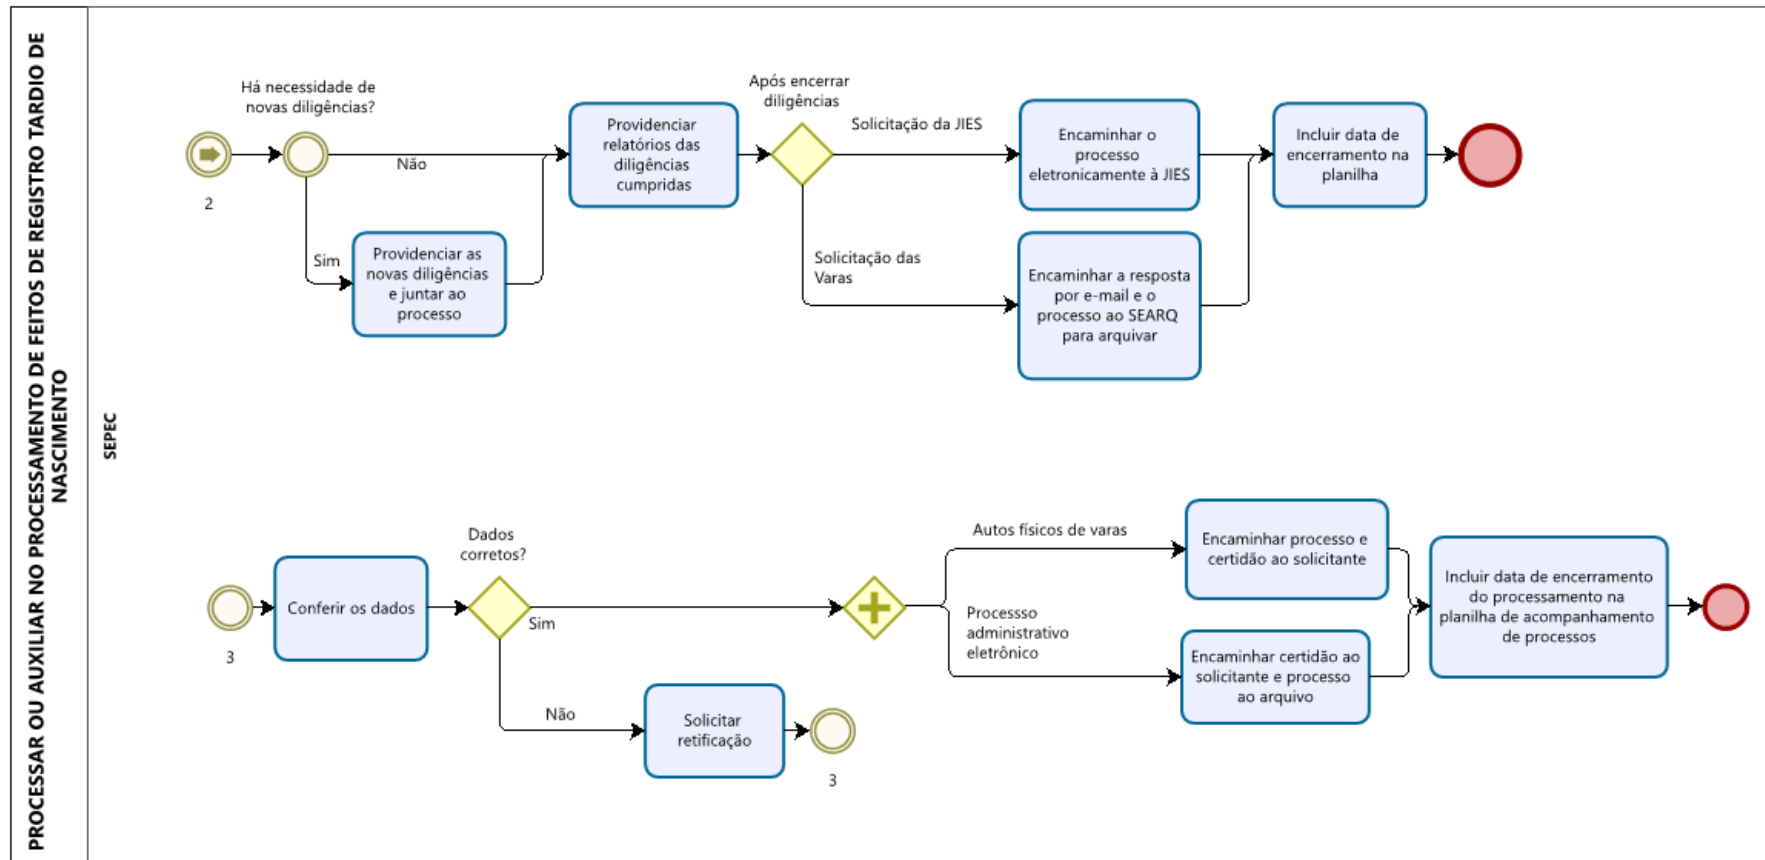 PROCESSAR OU AUXILIAR NO PROCESSAMENTO DE FEITOS DE REGISTRO TARDIO DE
NASCIMENTO
SEPEC
Há necessidade de
novas diligências?
2
Não
Sim
Providenciar as
novas diligências
e juntar ao
processo
Providenciar
relatórios das
diligências
cumpridas
Após encerrar
diligências
Solicitação da JIES
Solicitação das
Varas
Encaminhar o
processo
eletronicamente à JIES
Encaminhar a resposta
por e-mail e o
processo ao SEARQ
para arquivar
Incluir data de
encerramento na
planilha
3
Conferir os dados
Dados
corretos?
Sim
Não
Solicitar
retificação
3
Autos físicos de varas
Processso
administrativo
eletrônico
Encaminhar processo e
certidão ao solicitante
Encaminhar certidão ao
solicitante e processo
ao arquivo
Incluir data de encerramento
do processamento na
planilha de acompanhamento
de processos